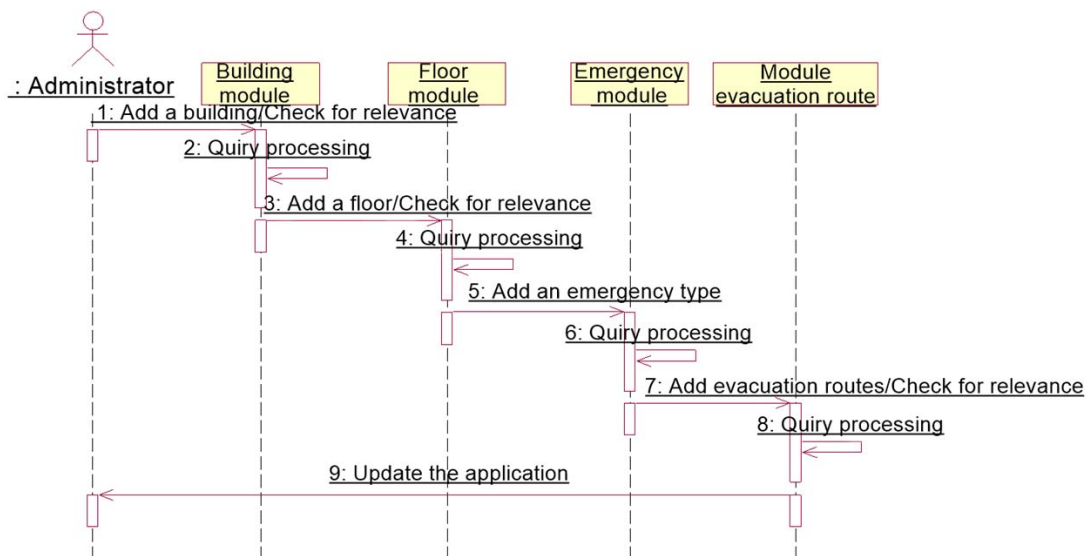 : Administrator
Building
module
Floor
module
Emergency
module
Module
evacuation route
1: Add a building/Check for relevance
2: Quiry processing
3: Add a floor/Check for relevance
4: Quiry processing
5: Add an emergency type
6: Quiry processing
7: Add evacuation routes/Check for relevance
8: Quiry processing
9: Update the application